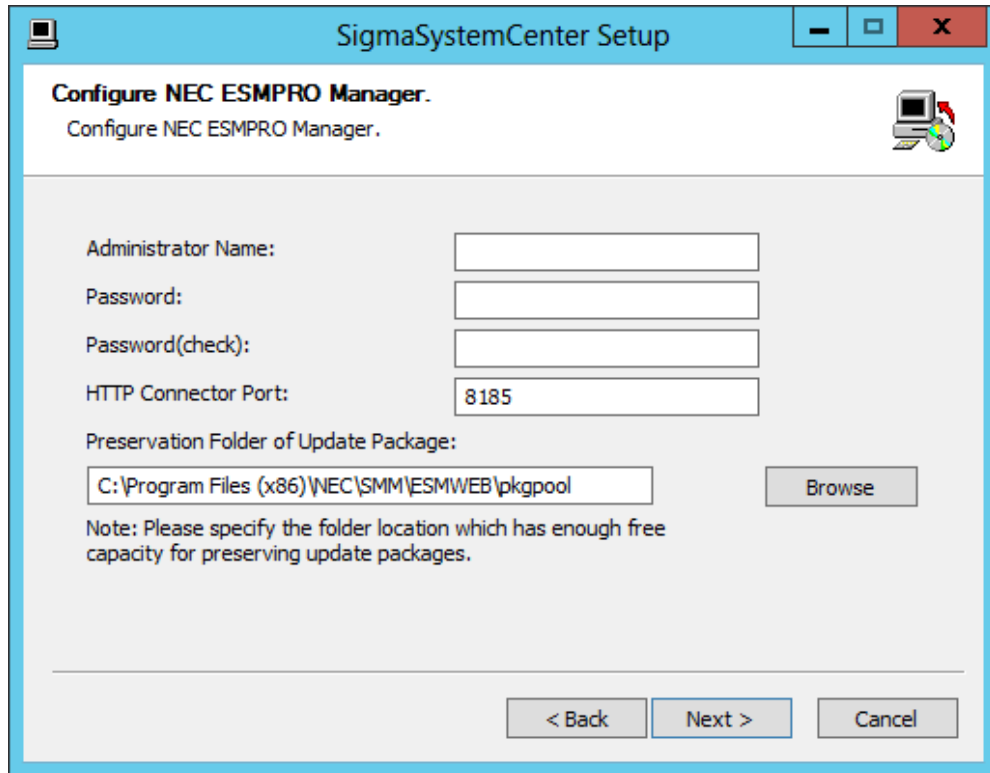 SigmaSystemCenter Setup
Configure NEC ESMPRO Manager.
Configure NEC ESMPRO Manager.
Administrator Name:
Password:
Password(check):
HTTP Connector Port: 8185
Preservation Folder of Update Package:
C:\Program Files (x86)\NEC\SMM\ESMWEB\pkgpool Browse
Note: Please specify the folder location which has enough free
capacity for preserving update packages.
< Back Next > Cancel